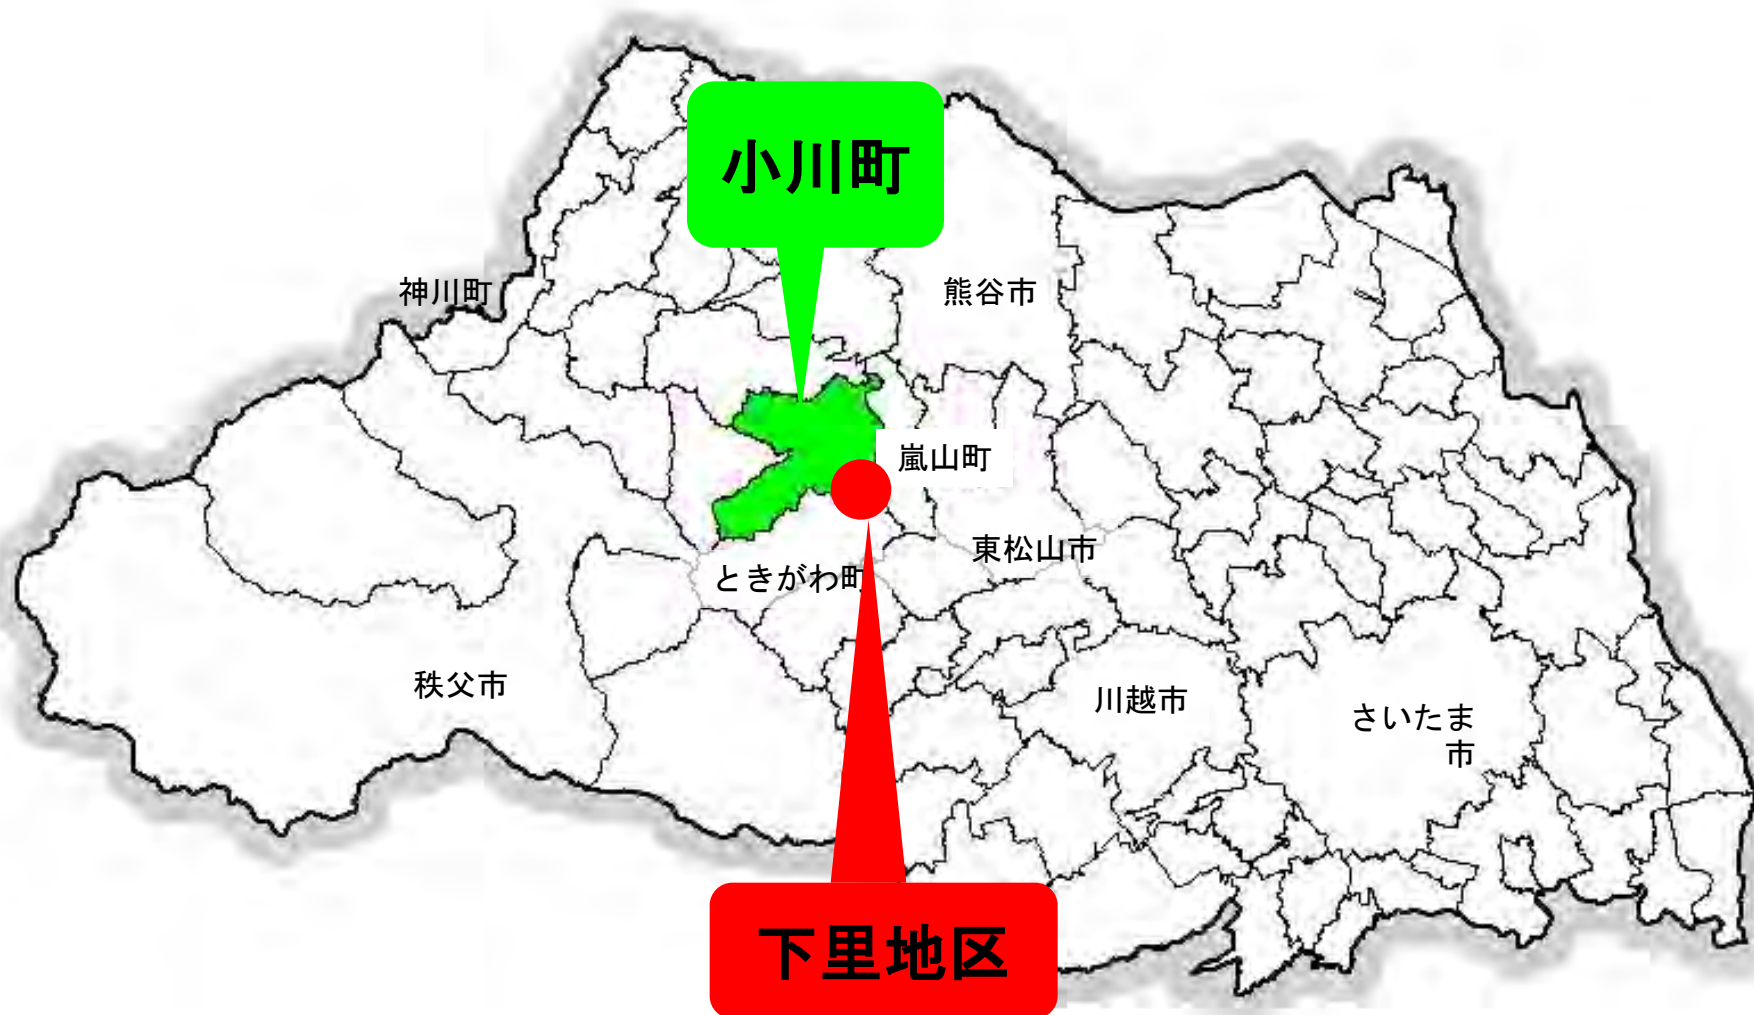 小川町
神川町
熊谷市
嵐山町
東松山市
ときがわ町
秩父市
川越市
さいたま
市
下里地区